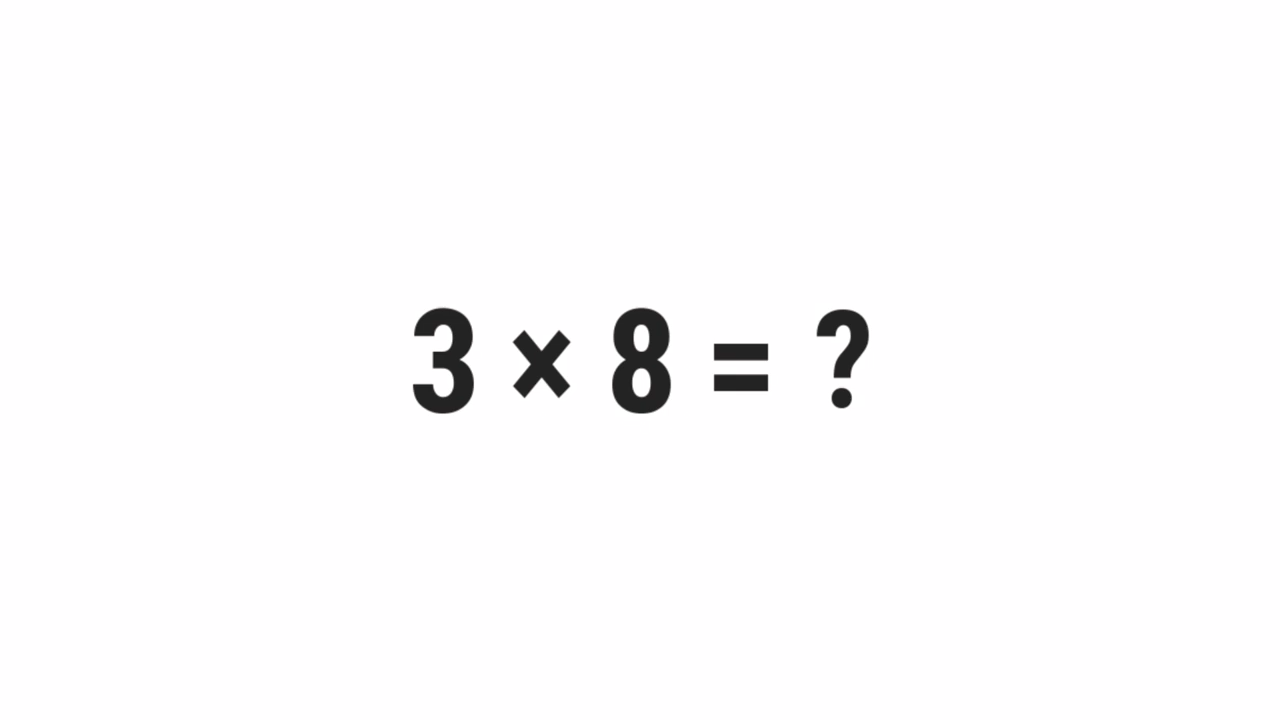 3 × 8 = ?